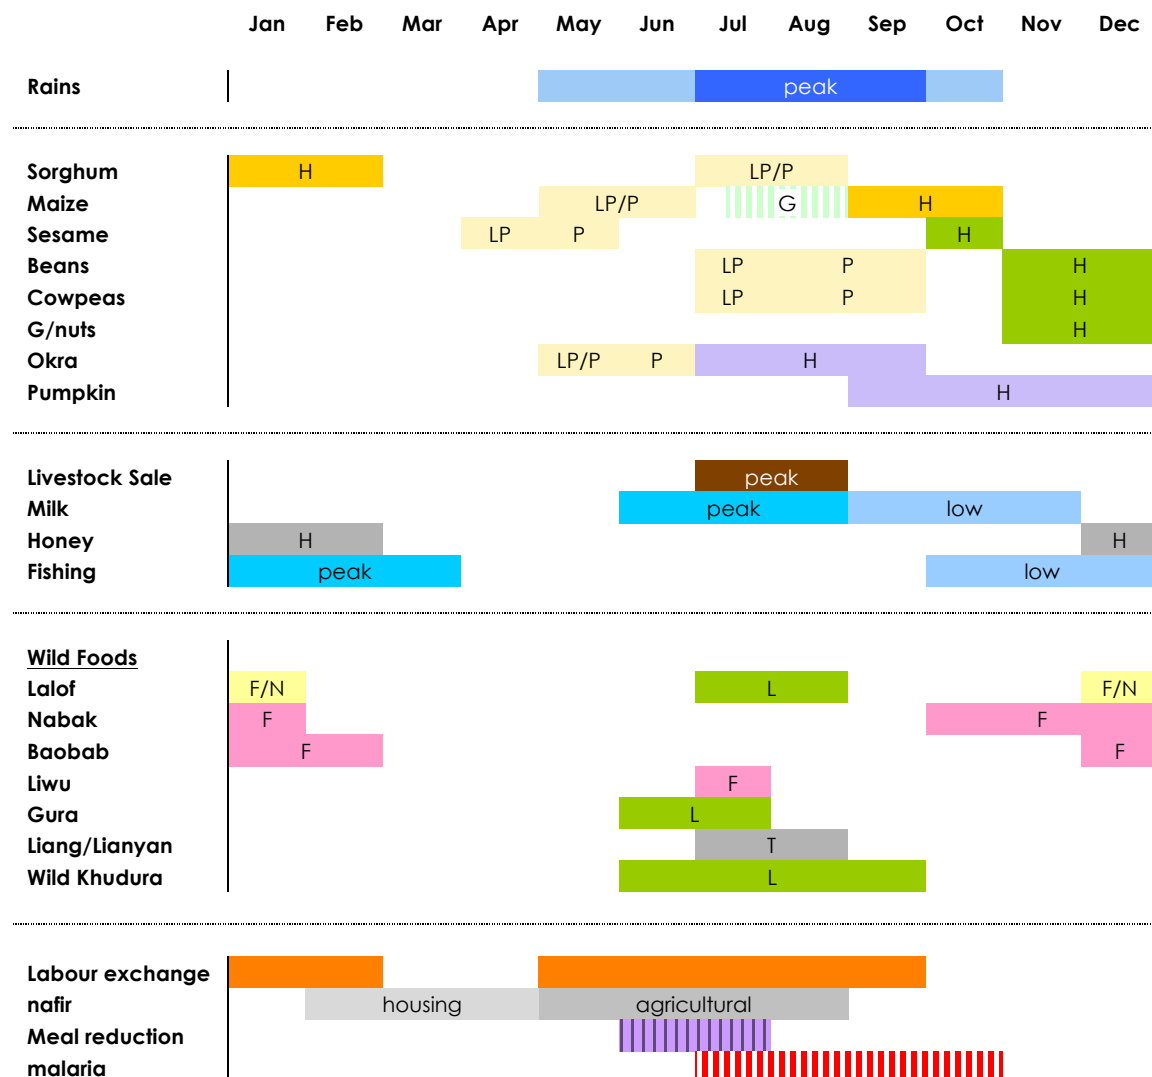 Jan Feb Mar Apr May Jun Jul Aug Sep Oct Nov Dec
Rains peak
Sorghum H LP/P
Maize LP/P G H
Sesame LP P H
Beans LP P H
Cowpeas LP P H
G/nuts H
Okra LP/P P H
Pumpkin H
Livestock Sale peak
Milk peak low
Honey H H
Fishing peak low
Wild Foods
Lalof F/N L F/N
Nabak F F
Baobab F F
Liwu F
Gura L
Liang/Lianyan T
Wild Khudura L
Labour exchange
nafir housing agricultural
Meal reduction
malaria